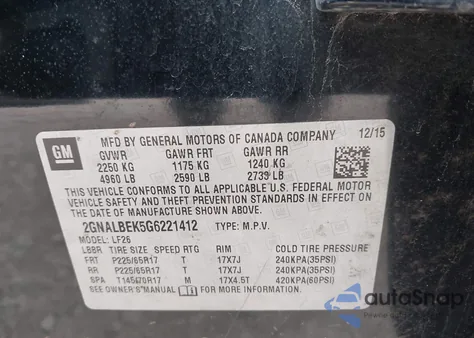 GM
MFD BY GENERAL MOTORS OF CANADA COMPANY 12/15
GVWR GAWR FRT GAWR RR
2250 KG 1175 KG 1240 KG
4960 LB 2590 LB 2733 LB
THIS VEHICLE CONFORMS TO ALL APPLICABLE U.S. FEDERAL MOTOR
VEHICLE SAFETY AND THEFT PREVENTION STANDARDS IN EFFECT ON
THE DATE OF MANUFACTURE SHOWN ABOVE.
2GNALBEK5G6221412 TYPE: M.P.V.
MODEL: LF26
TIRE SIZE SPEED RTG RIM COLD TIRE PRESSURE
FRT P225/65R17 T 17X7J 240KPA(35PSI)
RR P225/65R17 T 17X7J 240KPA(35PSI)
SPA T145/70R17 M 17X4.5T 420KPA(60PSI)
SEE OWNER'S MANUAL FOR MORE INFORMATION.
autoSnap